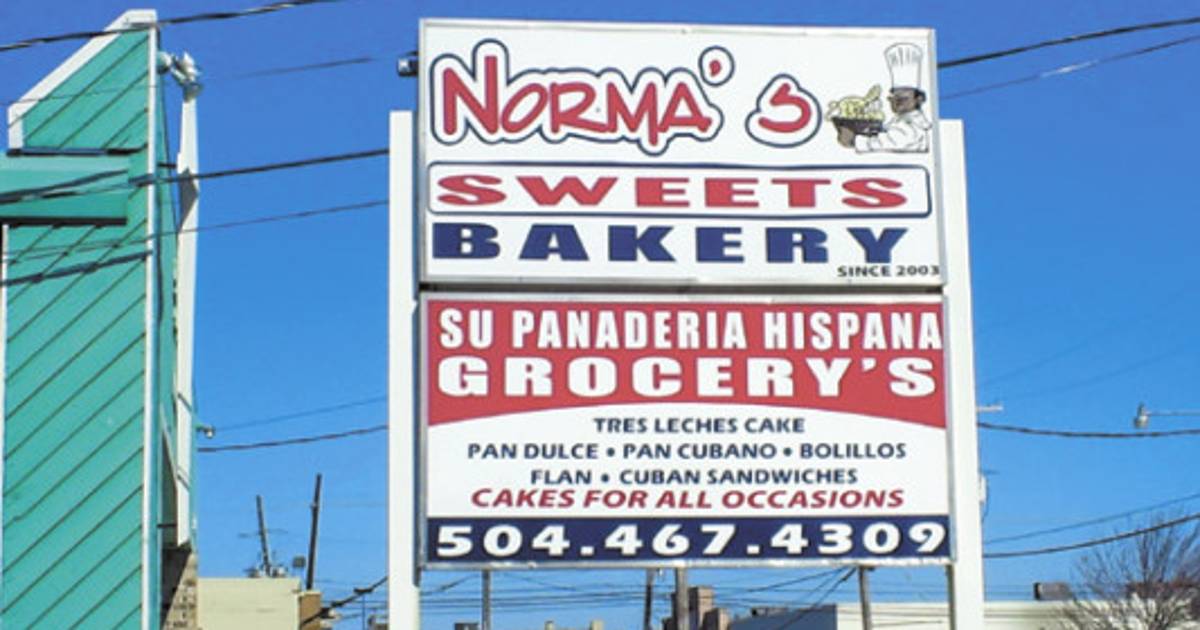 NORMA'S
SWEETS
BAKERY
SINCE 2003
SU PANADERIA HISPANA
GROCERY'S
TRES LECHES CAKE
PAN DULCE • PAN CUBANO • BOLILLOS
FLAN • CUBAN SANDWICHES
CAKES FOR ALL OCCASIONS
504.467.4309